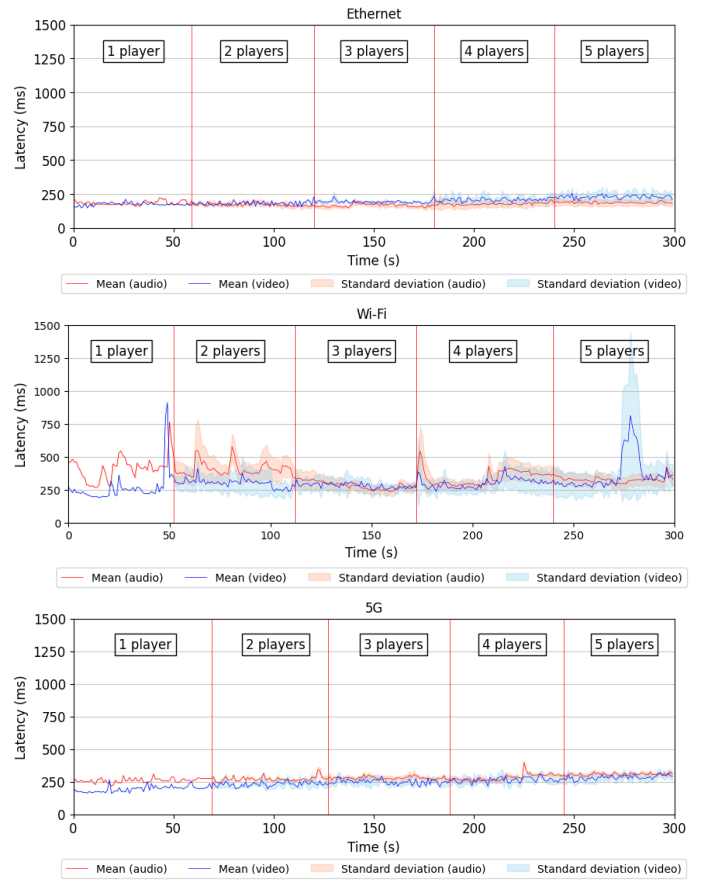 Ethernet
1500
1250
1000
750
500
250
0
Latency (ms)
1 player
2 players
3 players
4 players
5 players
0
50
100
150
200
250
300
Time (s)
Mean (audio)
Mean (video)
Standard deviation (audio)
Standard deviation (video)
Wi-Fi
1500
1250
1000
750
500
250
0
Latency (ms)
1 player
2 players
3 players
4 players
5 players
0
50
100
150
200
250
300
Time (s)
Mean (audio)
Mean (video)
Standard deviation (audio)
Standard deviation (video)
5G
1500
1250
1000
750
500
250
0
Latency (ms)
1 player
2 players
3 players
4 players
5 players
0
50
100
150
200
250
300
Time (s)
Mean (audio)
Mean (video)
Standard deviation (audio)
Standard deviation (video)